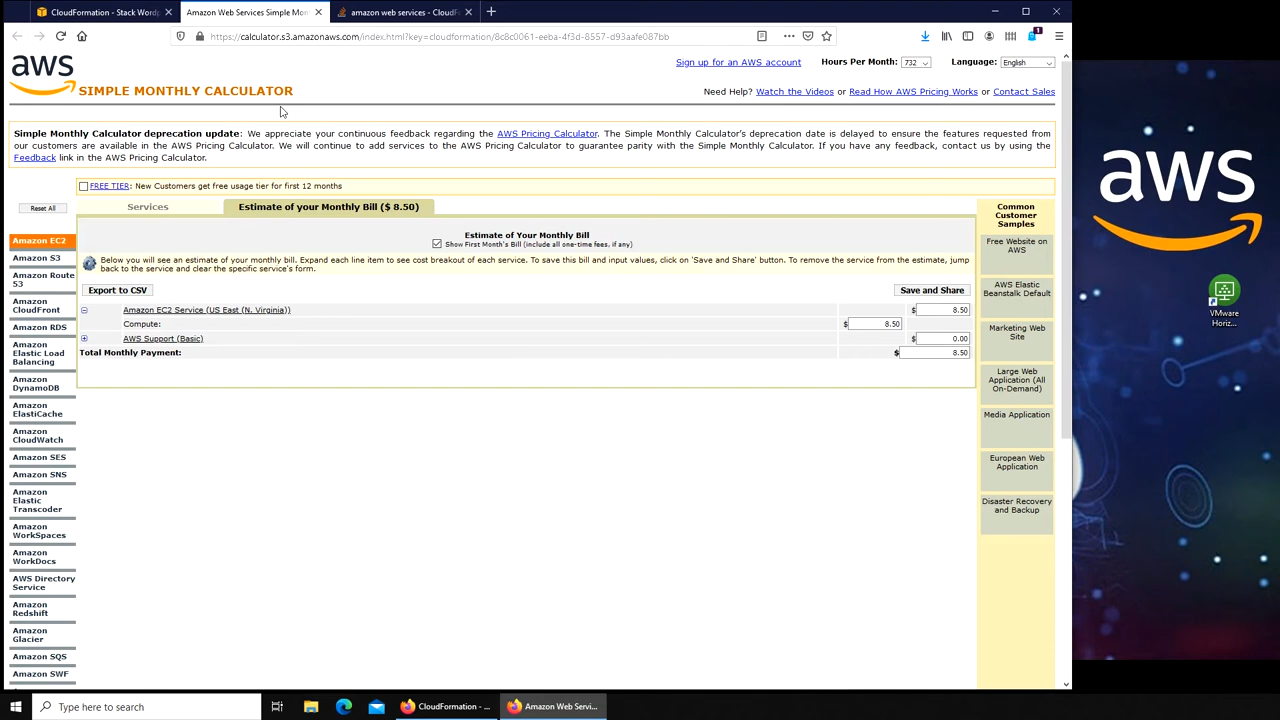 CloudFormation - Stack Wordp
Amazon Web Services Simple Mon
amazon web services - CloudFo
https://calculator.s3.amazonaws.com/index.html?key=cloudformation/8c8c0061-eeba-4f3d-8557-d93aafe087bb
1
aws
SIMPLE MONTHLY CALCULATOR
Sign up for an AWS account
Hours Per Month: 732
Language: English
Need Help? Watch the Videos or Read How AWS Pricing Works or Contact Sales
Simple Monthly Calculator deprecation update: We appreciate your continuous feedback regarding the AWS Pricing Calculator. The Simple Monthly Calculator's deprecation date is delayed to ensure the features requested from
our customers are available in the AWS Pricing Calculator. We will continue to add services to the AWS Pricing Calculator to guarantee parity with the Simple Monthly Calculator. If you have any feedback, contact us by using the
Feedback link in the AWS Pricing Calculator.
FREE TIER: New Customers get free usage tier for first 12 months
Reset All
Services
Estimate of your Monthly Bill ($ 8.50)
Estimate of Your Monthly Bill
Show First Month's Bill (include all one-time fees, if any)
Below you will see an estimate of your monthly bill. Expand each line item to see cost breakout of each service. To save this bill and input values, click on 'Save and Share' button. To remove the service from the estimate, jump
back to the service and clear the specific service's form.
Export to CSV
Save and Share
Amazon EC2 Service (US East (N. Virginia)) $ 8.50
Compute: $ 8.50
AWS Support (Basic) $ 0.00
Total Monthly Payment: $ 8.50
Amazon EC2
Amazon S3
Amazon Route
53
Amazon
CloudFront
Amazon RDS
Amazon
Elastic Load
Balancing
Amazon
DynamoDB
Amazon
ElastiCache
Amazon
CloudWatch
Amazon SES
Amazon SNS
Amazon
Elastic
Transcoder
Amazon
WorkSpaces
Amazon
WorkDocs
AWS Directory
Service
Amazon
Redshift
Amazon
Glacier
Amazon SQS
Amazon SWF
Common
Customer
Samples
Free Website on
AWS
AWS Elastic
Beanstalk Default
Marketing Web
Site
Large Web
Application (All
On-Demand)
Media Application
European Web
Application
Disaster Recovery
and Backup
aws
VMware
Horiz...
Type here to search
CloudFormation - ...
Amazon Web Servi...